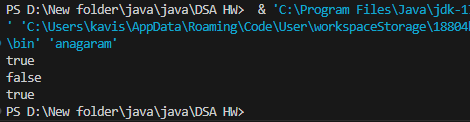 PS D:\New folder\java\java\DSA HW>  & 'C:\Program Files\Java\jdk-1
' 'C:\Users\kavis\AppData\Roaming\Code\User\workspaceStorage\18804
\bin' 'anagaram'
true
false
true
PS D:\New folder\java\java\DSA HW>